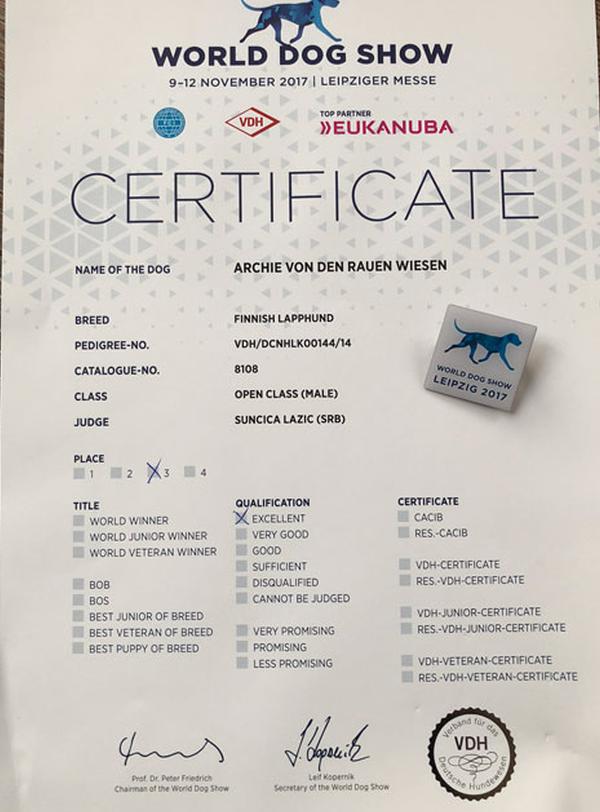 WORLD DOG SHOW
9–12 NOVEMBER 2017 | LEIPZIGER MESSE
FCI
VDH
TOP PARTNER
»EUKANUBA
CERTIFICATE
NAME OF THE DOG ARCHIE VON DEN RAUEN WIESEN
BREED FINNISH LAPPHUND
PEDIGREE-NO. VDH/DCNHLK00144/14
CATALOGUE-NO. 8108
CLASS OPEN CLASS (MALE)
JUDGE SUNCICA LAZIC (SRB)
WORLD DOG SHOW
LEIPZIG 2017
PLACE
1 2 3 4
TITLE
WORLD WINNER
WORLD JUNIOR WINNER
WORLD VETERAN WINNER
BOB
BOS
BEST JUNIOR OF BREED
BEST VETERAN OF BREED
BEST PUPPY OF BREED
QUALIFICATION
EXCELLENT
VERY GOOD
GOOD
SUFFICIENT
DISQUALIFIED
CANNOT BE JUDGED
VERY PROMISING
PROMISING
LESS PROMISING
CERTIFICATE
CACIB
RES.-CACIB
VDH-CERTIFICATE
RES.-VDH-CERTIFICATE
VDH-JUNIOR-CERTIFICATE
RES.-VDH-JUNIOR-CERTIFICATE
VDH-VETERAN-CERTIFICATE
RES.-VDH-VETERAN-CERTIFICATE
Prof. Dr. Peter Friedrich
Chairman of the World Dog Show
Leif Kopernik
Secretary of the World Dog Show
Verband für das
VDH
Deutsche Hundewesen